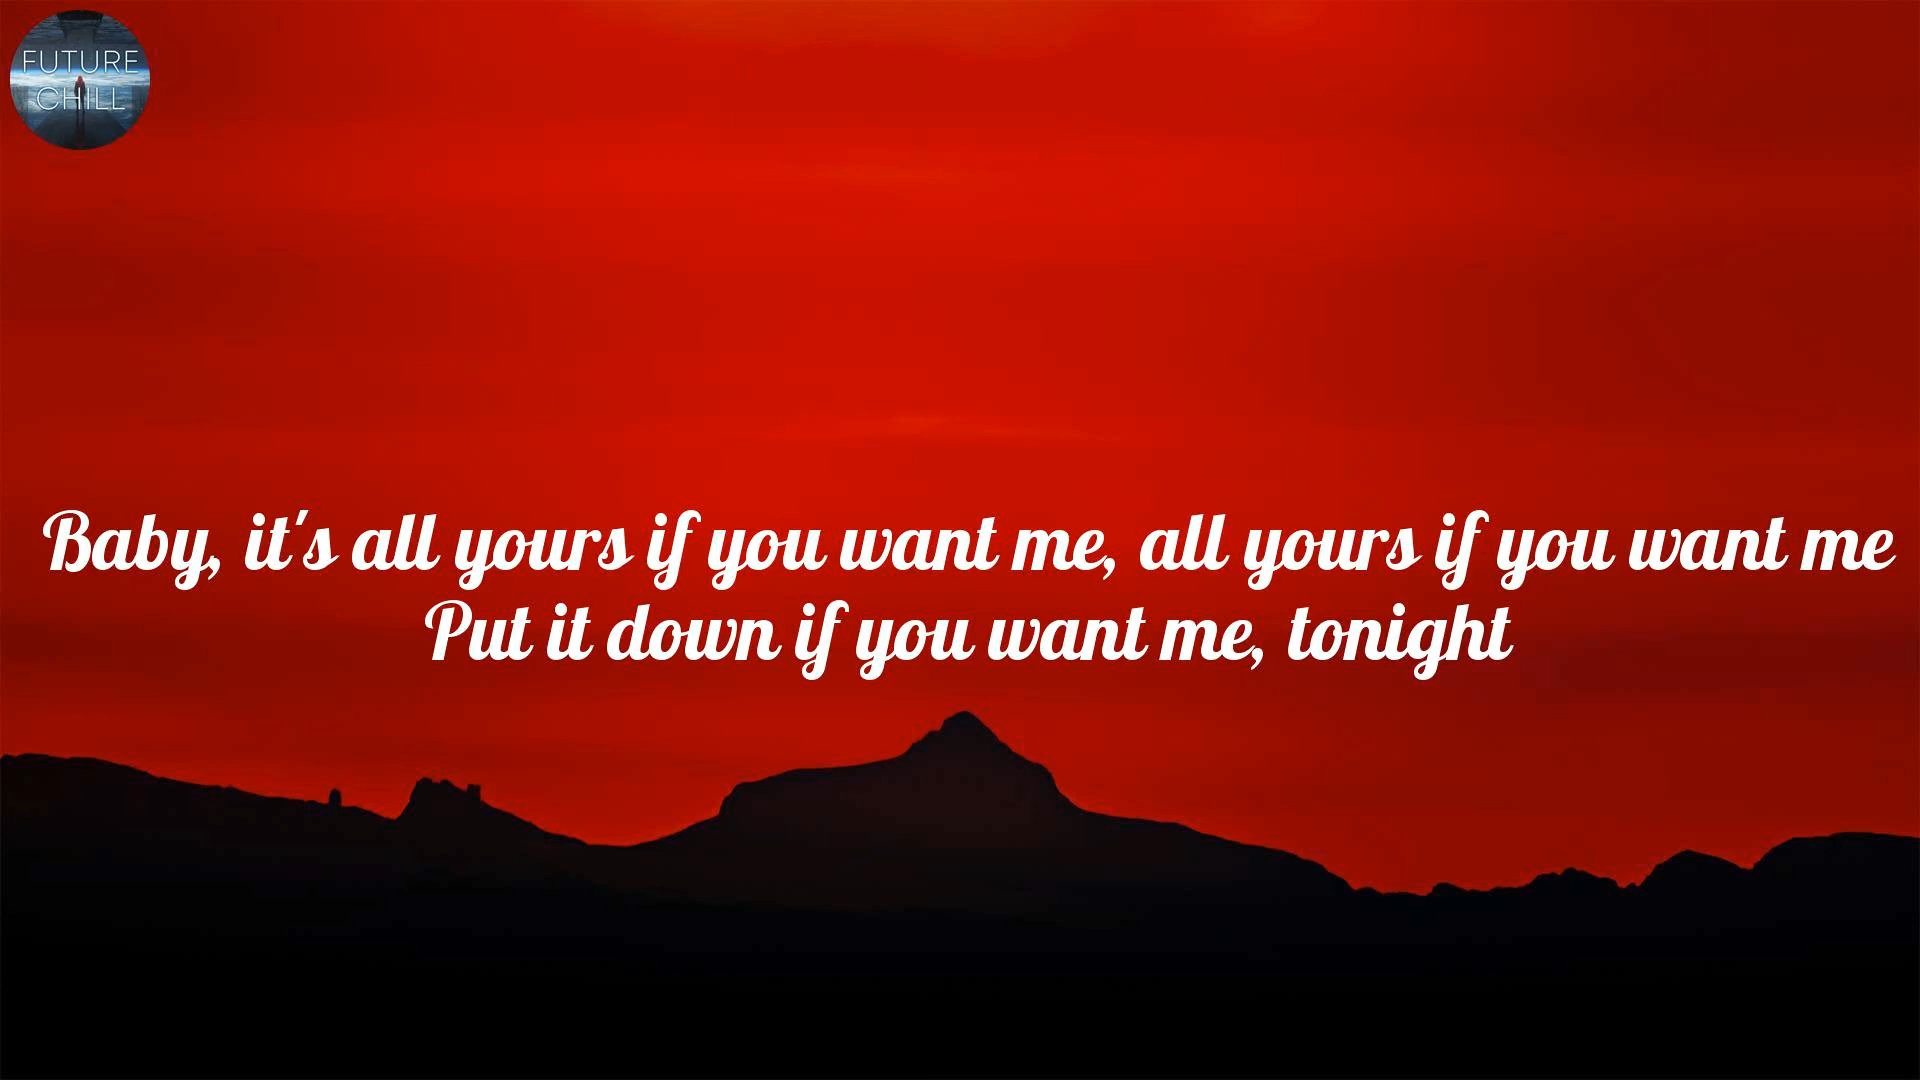 FUTURE
CHILL
Baby, it's all yours if you want me, all yours if you want me
Put it down if you want me, tonight